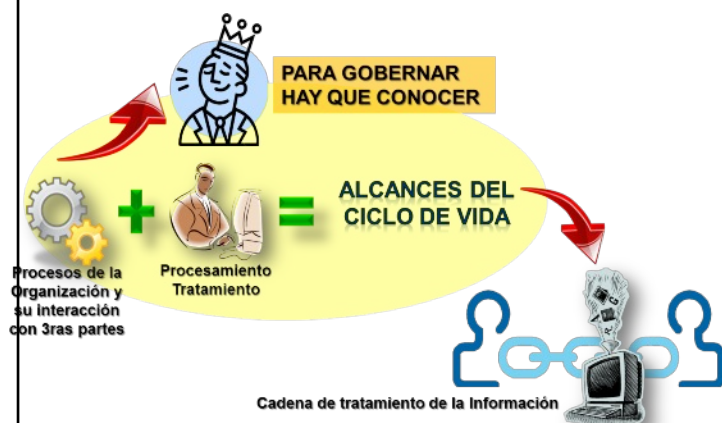 PARA GOBERNAR
HAY QUE CONOCER
ALCANCES DEL
CICLO DE VIDA
Procesos de la
Organización y
su interacción
con 3ras partes
Procesamiento
Tratamiento
Cadena de tratamiento de la Información